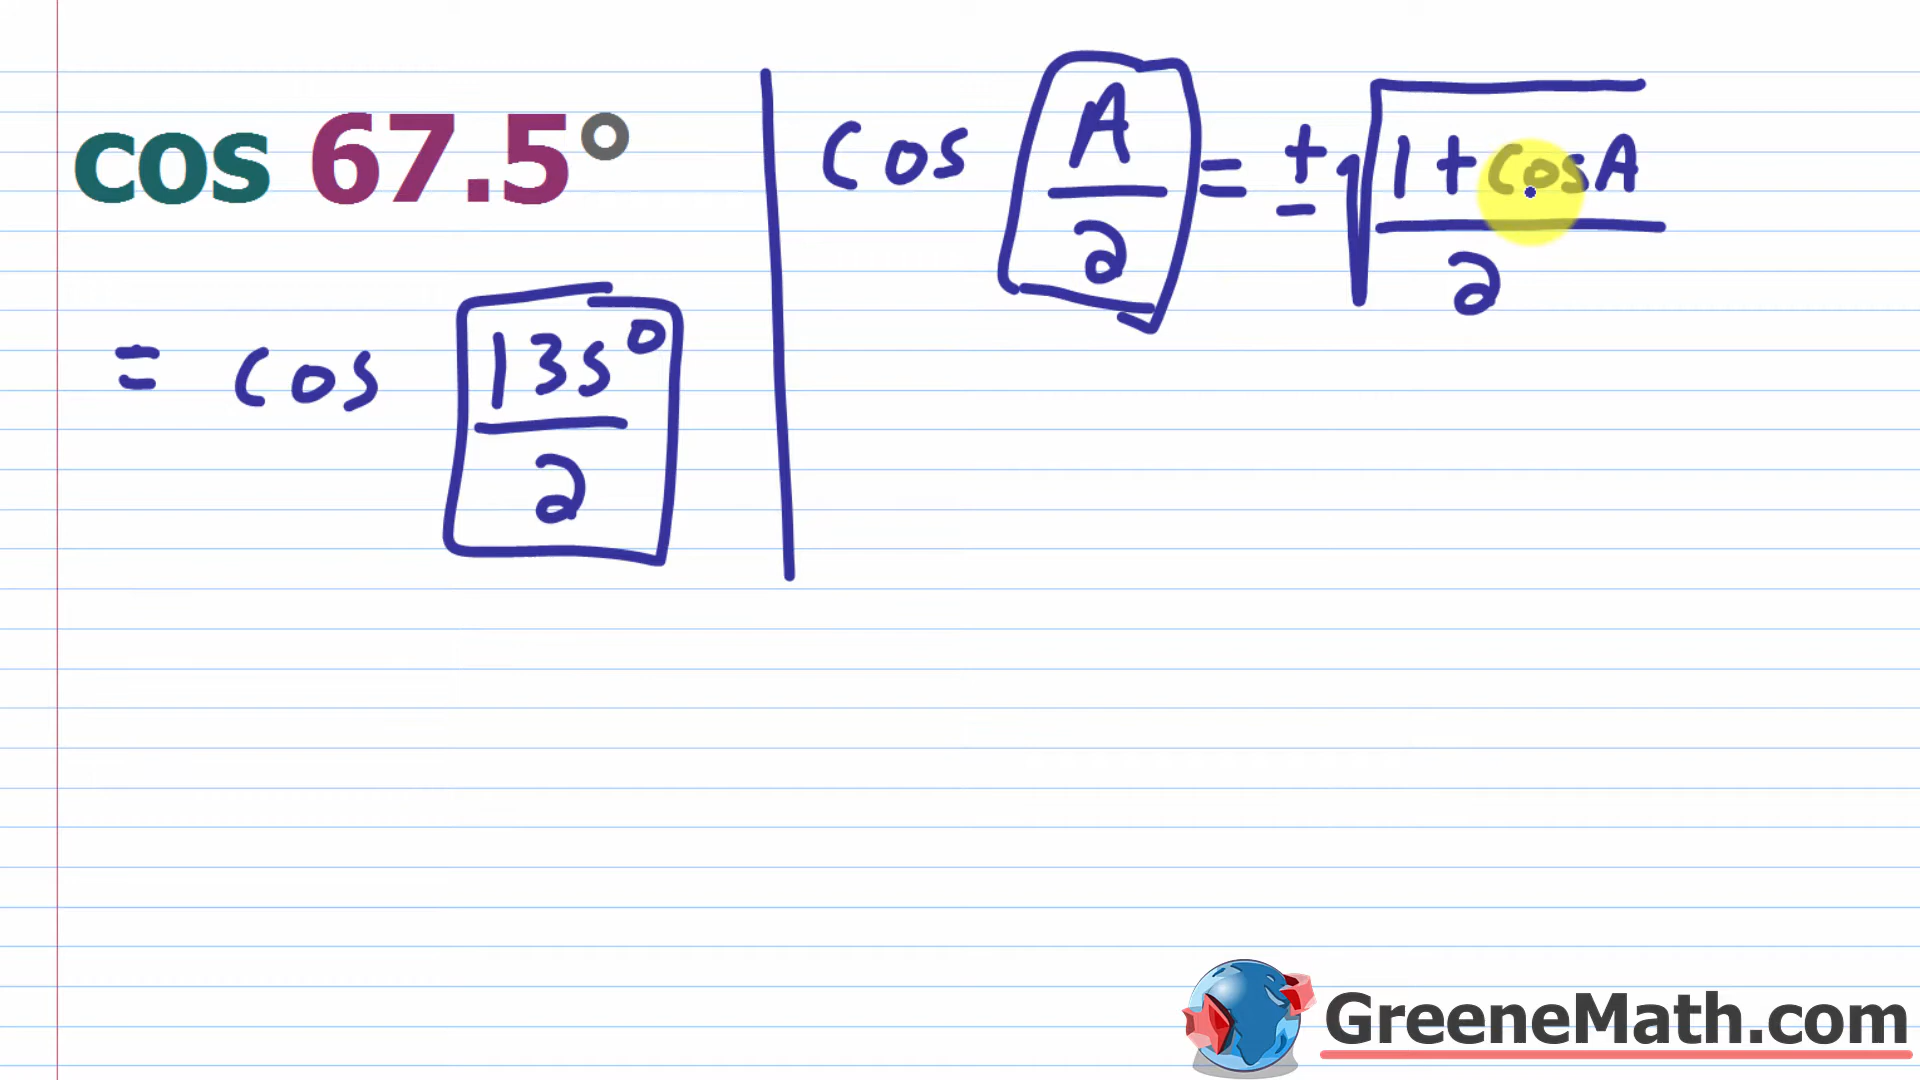 cos 67.5°
= cos 135° / 2
cos A/2 = ± √((1 + cos A) / 2)
GreeneMath.com